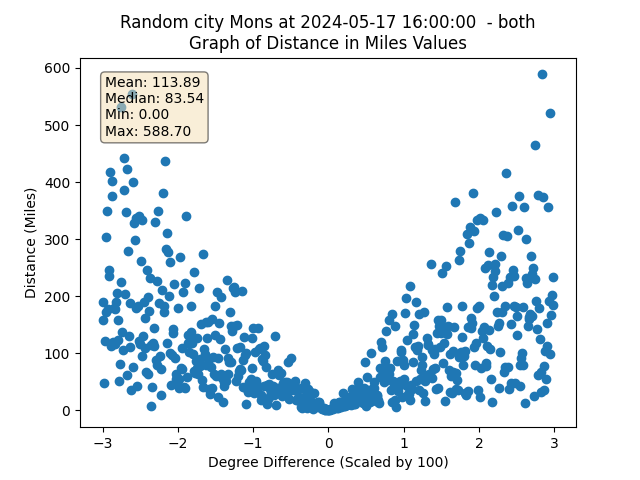 Random city Mons at 2024-05-17 16:00:00  - both
Graph of Distance in Miles Values
Mean: 113.89
Median: 83.54
Min: 0.00
Max: 588.70
600
500
400
300
200
100
0
Distance (Miles)
−3
−2
−1
0
1
2
3
Degree Difference (Scaled by 100)